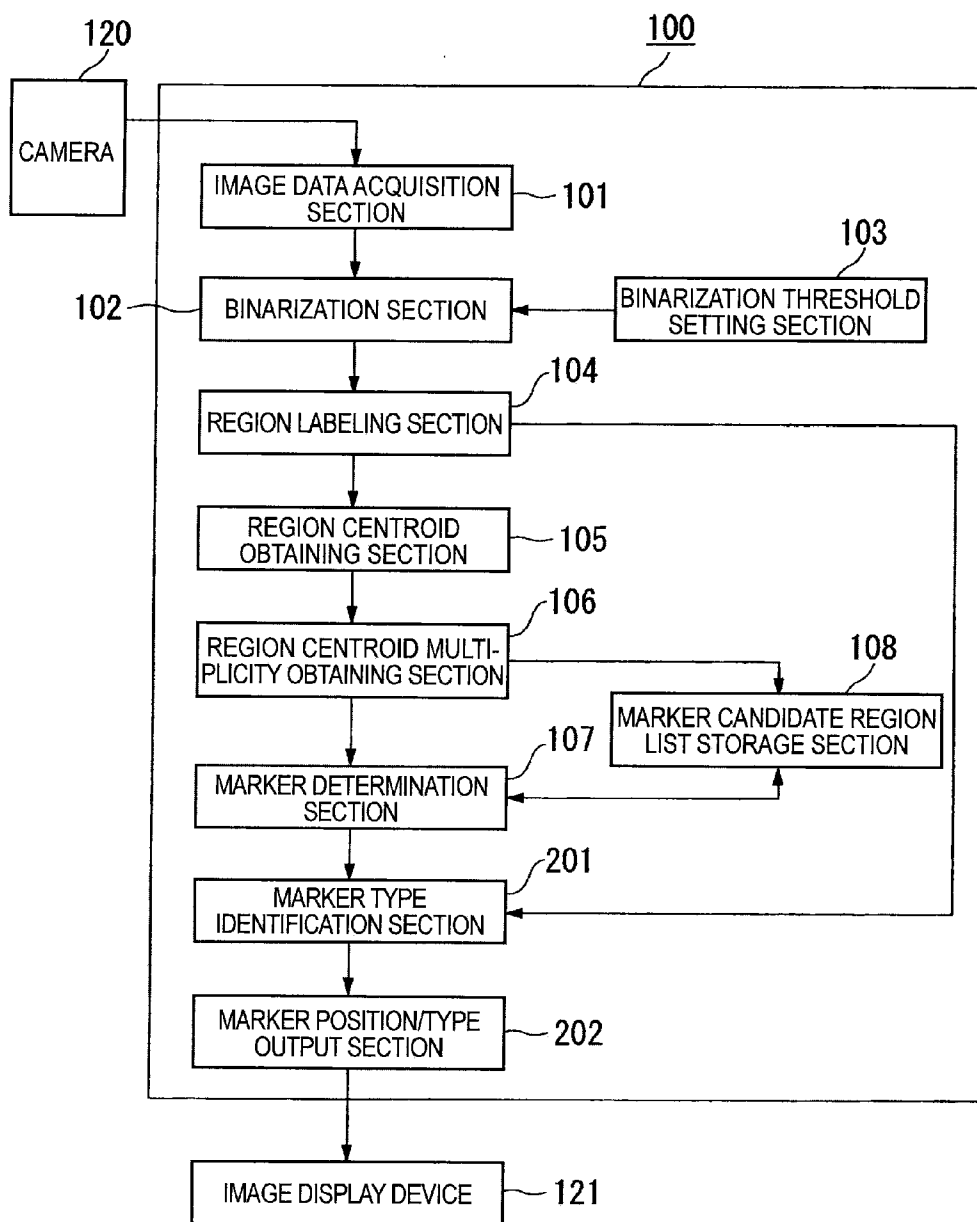 120
100
CAMERA
IMAGE DATA ACQUISITION
SECTION
101
103
102
BINARIZATION SECTION
BINARIZATION THRESHOLD
SETTING SECTION
104
REGION LABELING SECTION
REGION CENTROID
OBTAINING SECTION
105
106
REGION CENTROID MULTI-
PLICITY OBTAINING SECTION
108
MARKER CANDIDATE REGION
LIST STORAGE SECTION
107
MARKER DETERMINATION
SECTION
201
MARKER TYPE
IDENTIFICATION SECTION
MARKER POSITION/TYPE
OUTPUT SECTION
202
IMAGE DISPLAY DEVICE
121